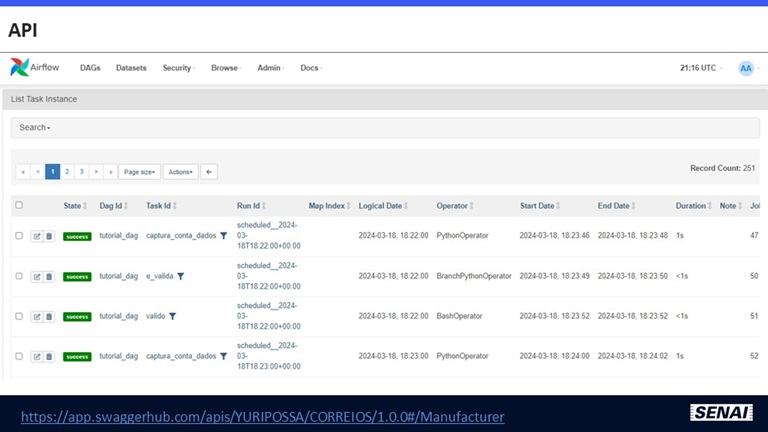 API
Airflow DAGs Datasets Security Browse Admin Docs 21:16 UTC AA
List Task Instance
Search
« < 1 2 3 > » Page size Actions ← Record Count: 251
State Dag Id Task Id Run Id Map Index Logical Date Operator Start Date End Date Duration Note Jo
success tutorial_dag captura_conta_dados scheduled__2024-03-18T18:22:00+00:00 2024-03-18, 18:22:00 PythonOperator 2024-03-18, 18:23:46 2024-03-18, 18:23:48 1s 47
success tutorial_dag e_valida scheduled__2024-03-18T18:22:00+00:00 2024-03-18, 18:22:00 BranchPythonOperator 2024-03-18, 18:23:49 2024-03-18, 18:23:50 <1s 50
success tutorial_dag valido scheduled__2024-03-18T18:22:00+00:00 2024-03-18, 18:22:00 BashOperator 2024-03-18, 18:23:52 2024-03-18, 18:23:52 <1s 51
success tutorial_dag captura_conta_dados scheduled__2024-03-18T18:23:00+00:00 2024-03-18, 18:23:00 PythonOperator 2024-03-18, 18:24:00 2024-03-18, 18:24:02 1s 52
https://app.swaggerhub.com/apis/YURIPOSSA/CORREIOS/1.0.0#/Manufacturer
SENAI